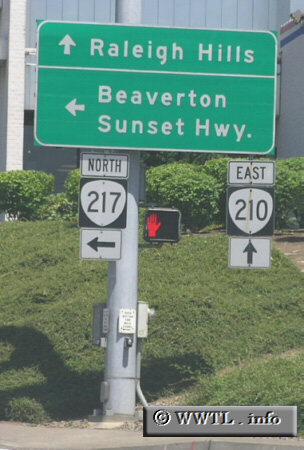 Raleigh Hills
Beaverton
Sunset Hwy.
NORTH
217
EAST
210
© WWTL . info